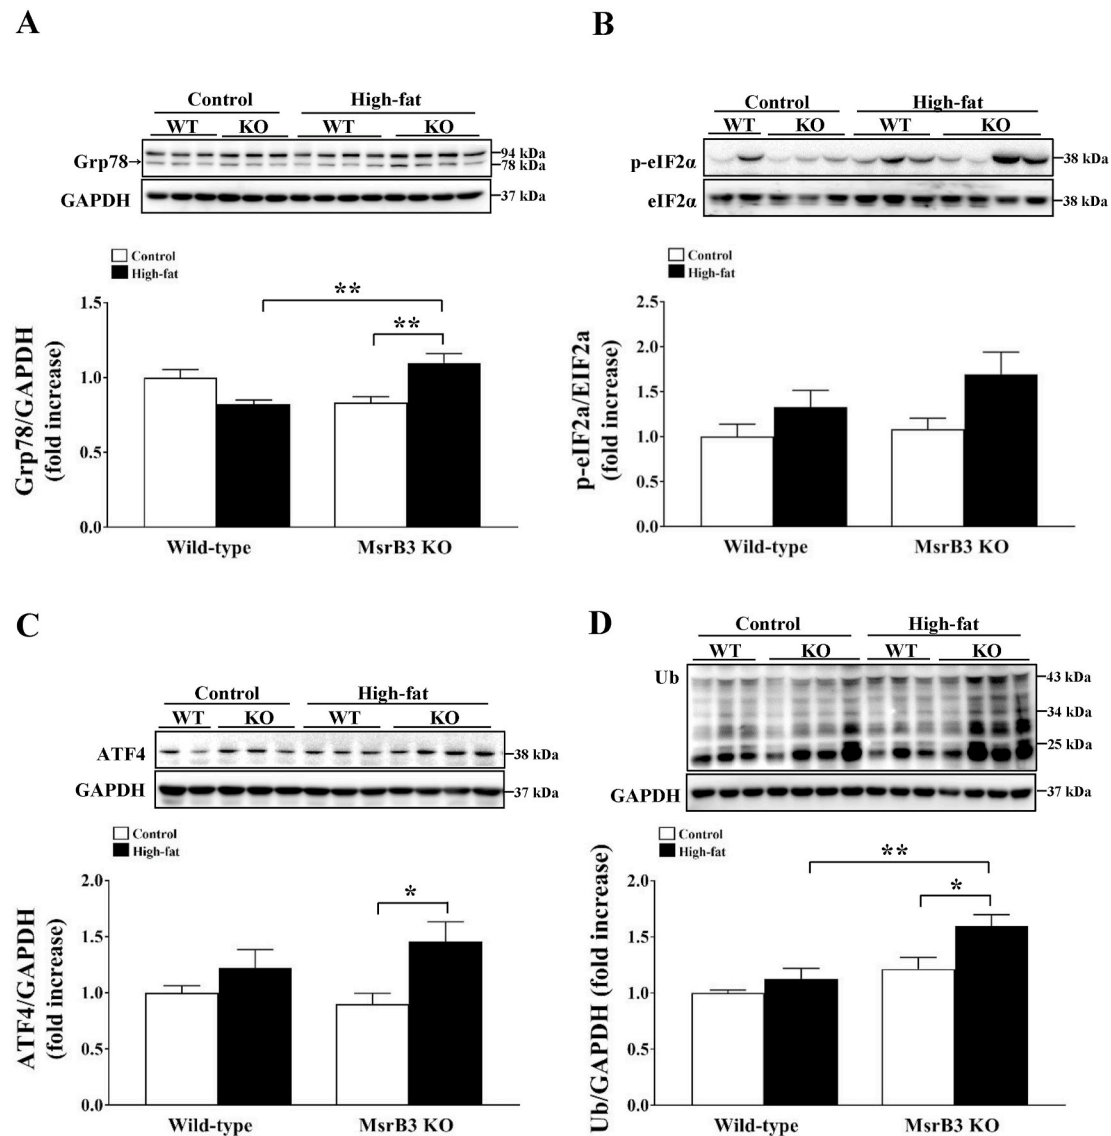 A
Control High-fat
WT KO WT KO
Grp78→ 94 kDa
78 kDa
GAPDH 37 kDa
Control
High-fat
Grp78/GAPDH
(fold increase)
1.5
1.0
0.5
0.0
** 
**
Wild-type MsrB3 KO
B
Control High-fat
WT KO WT KO
p-eIF2α 38 kDa
eIF2α 38 kDa
Control
High-fat
p-eIF2a/EIF2a
(fold increase)
2.5
2.0
1.5
1.0
0.5
0.0
Wild-type MsrB3 KO
C
Control High-fat
WT KO WT KO
ATF4 38 kDa
GAPDH 37 kDa
Control
High-fat
ATF4/GAPDH
(fold increase)
2.0
1.5
1.0
0.5
0.0
*
Wild-type MsrB3 KO
D
Control High-fat
WT KO WT KO
Ub 43 kDa
34 kDa
25 kDa
GAPDH 37 kDa
Control
High-fat
Ub/GAPDH (fold increase)
2.0
1.5
1.0
0.5
0.0
**
*
Wild-type MsrB3 KO